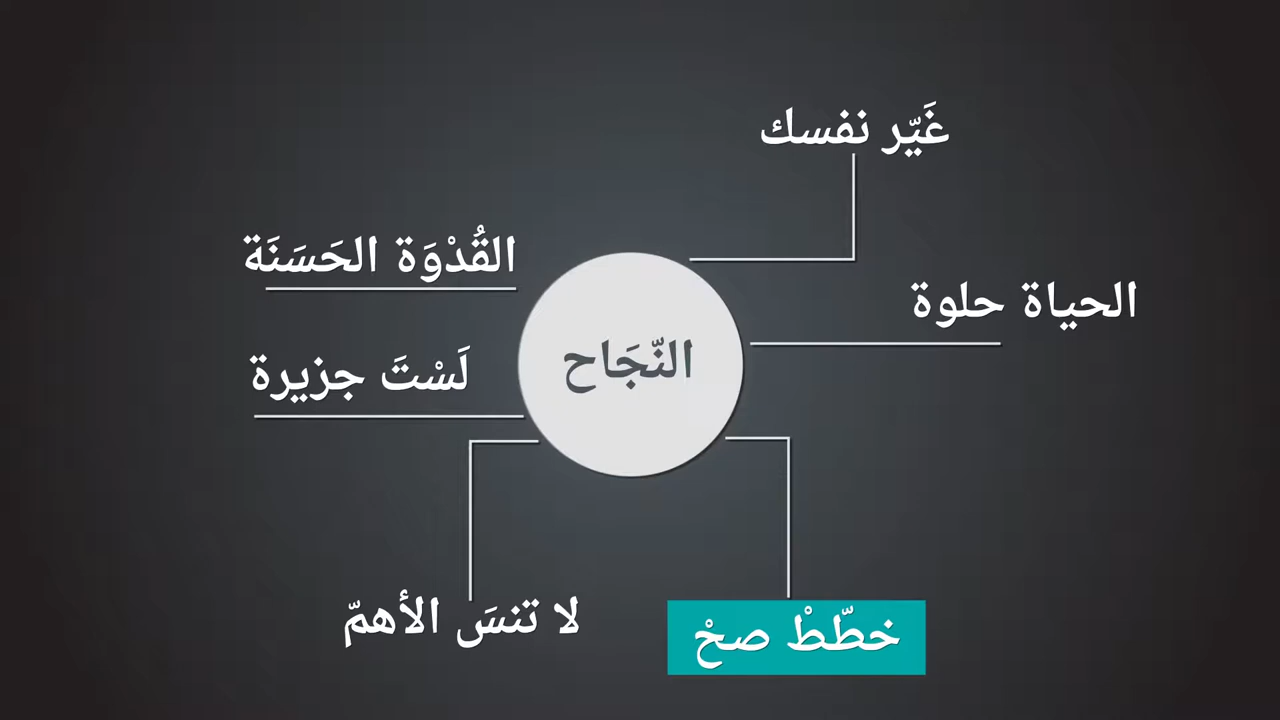 غَيّر نفسك
القُدْوَة الحَسَنَة
الحياة حلوة
النّجَاح
لَسْتَ جزيرة
لا تنسَ الأهمّ
خطّطْ صحْ